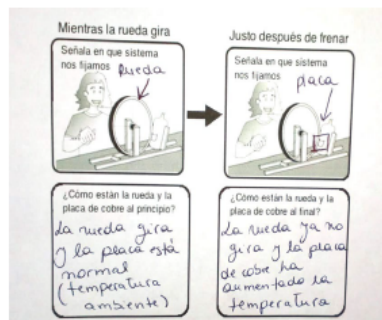 Mientras la rueda gira
Señala en que sistema
nos fijamos
Rueda
¿Cómo están la rueda y la
placa de cobre al principio?
La rueda gira
y la placa está
normal
(temperatura
ambiente)
Justo después de frenar
Señala en que sistema
nos fijamos
placa
¿Cómo están la rueda y la
placa de cobre al final?
La rueda ya no
gira y la placa
de cobre ha
aumentado la
temperatura